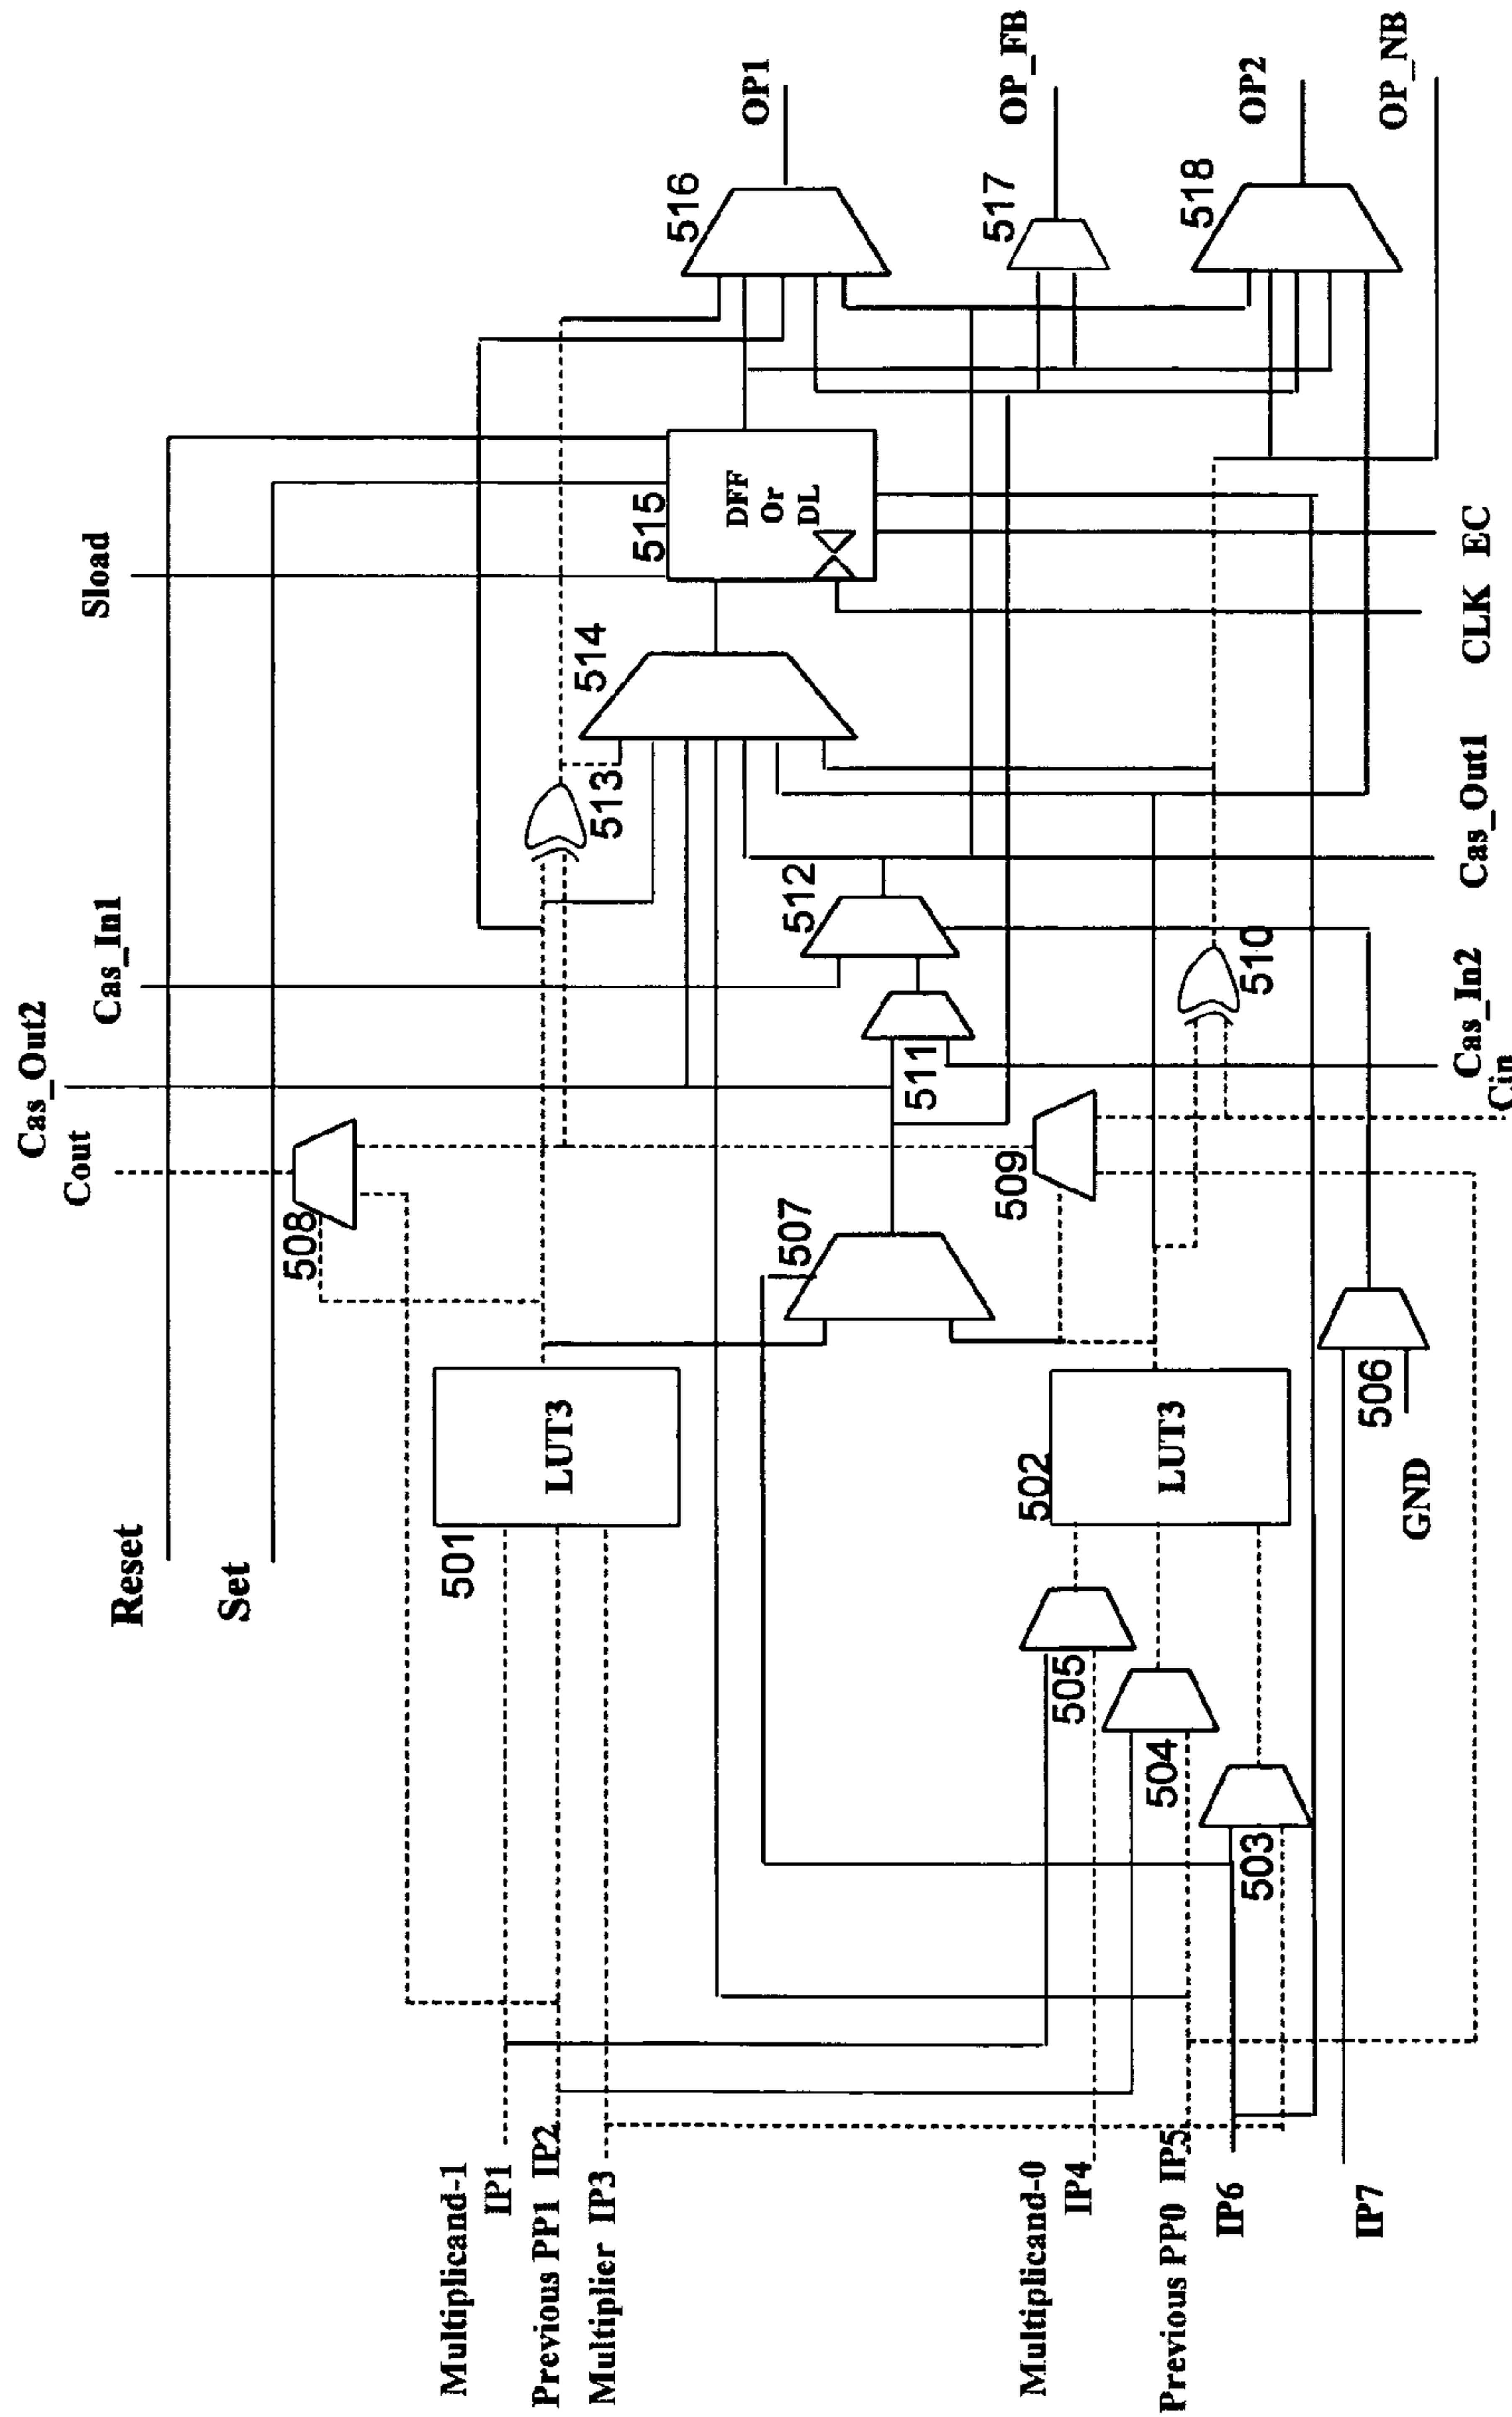 Reset
Set
Cout
Cas_Out2
Cas_In1
Sload
Multiplicand-1
IP1
Previous PP1 IP2
Multiplier IP3
Multiplicand-0
IP4
Previous PP0 IP5
IP6
IP7
501
LUT3
502
LUT3
503
504
505
506
GND
507
508
509
510
511
512
513
514
515
DFF
Or
DL
516
517
518
OP1
OP_FB
OP2
OP_NB
Cin
Cas_In2
Cas_Out1
CLK
EC